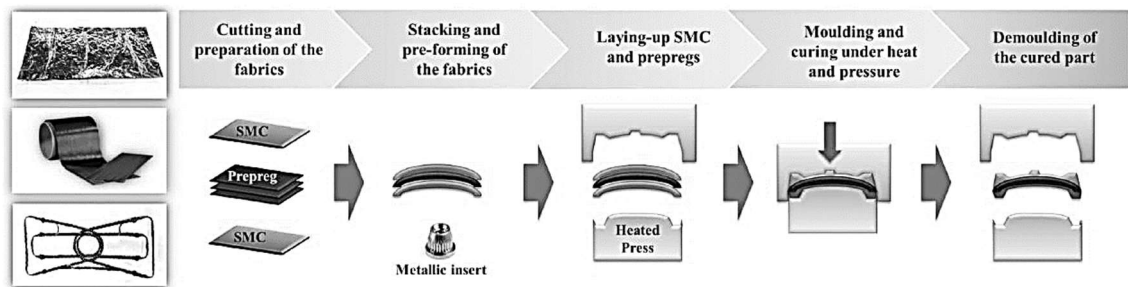 Cutting and
preparation of the
fabrics
Stacking and
pre-forming of
the fabrics
Laying-up SMC
and prepregs
Moulding and
curing under heat
and pressure
Demoulding of
the cured part
SMC
Prepreg
SMC
Metallic insert
Heated
Press